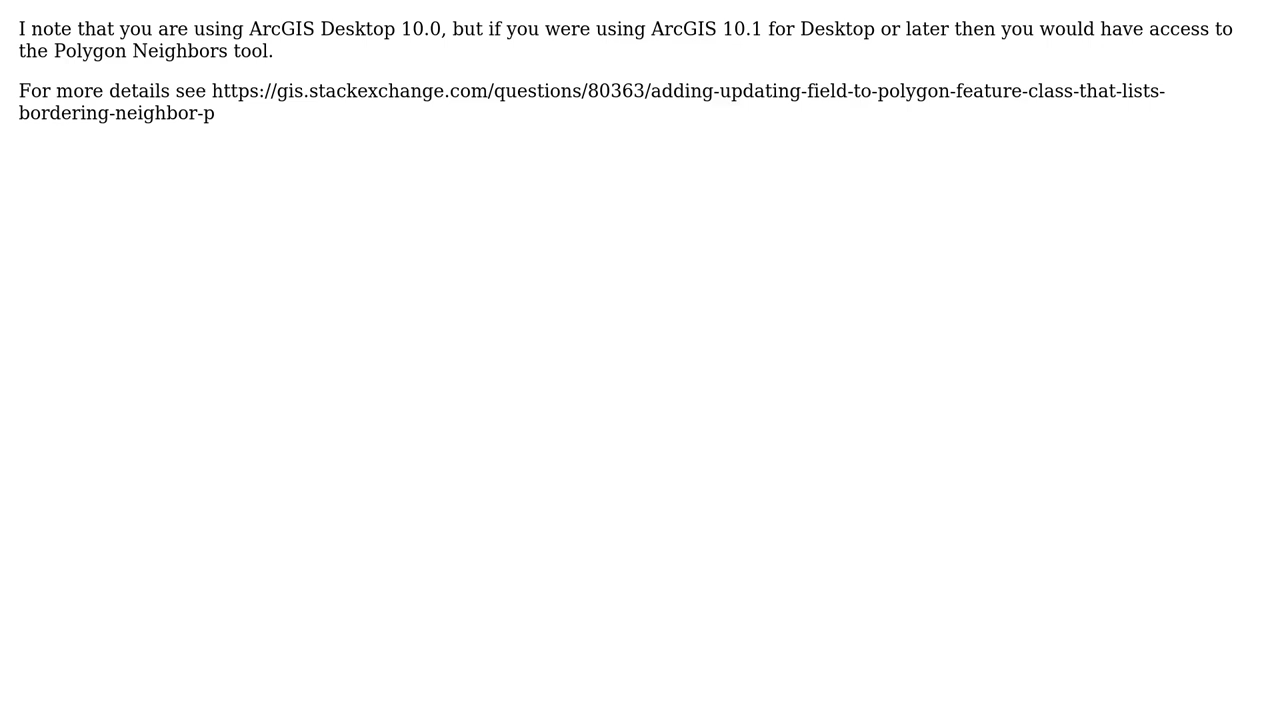 I note that you are using ArcGIS Desktop 10.0, but if you were using ArcGIS 10.1 for Desktop or later then you would have access to
the Polygon Neighbors tool.
For more details see https://gis.stackexchange.com/questions/80363/adding-updating-field-to-polygon-feature-class-that-lists-
bordering-neighbor-p